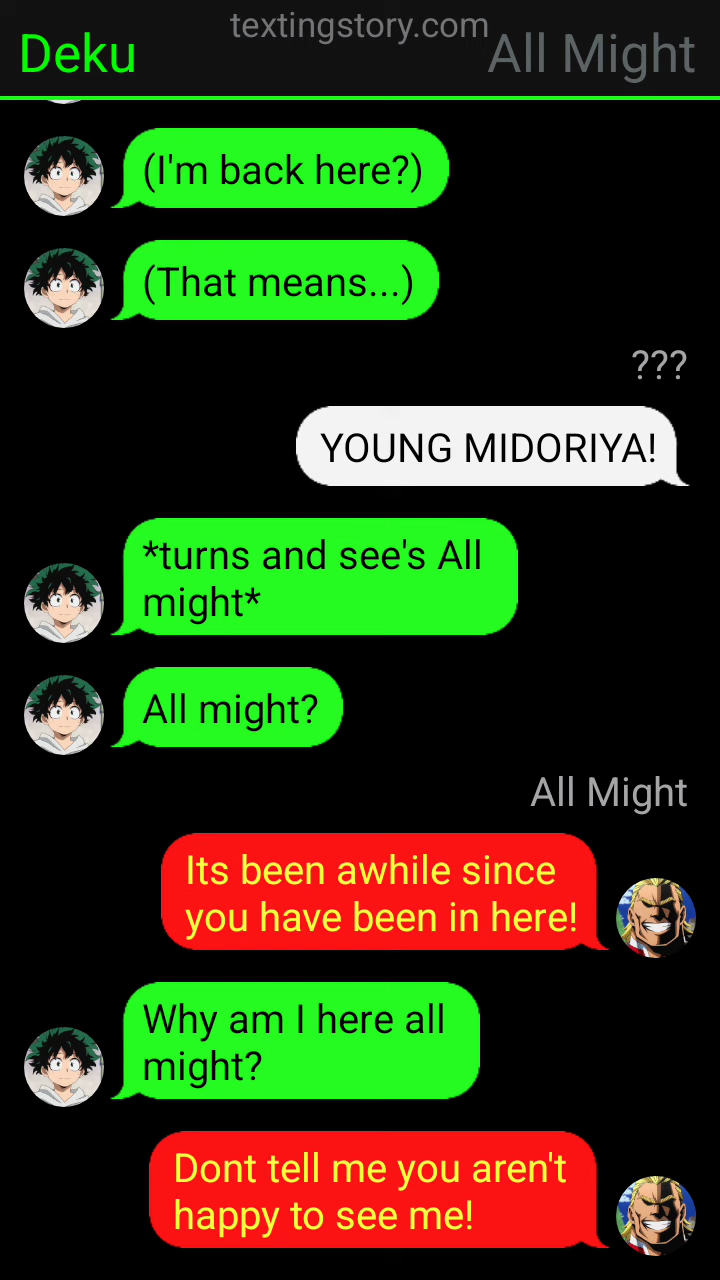 textingstory.com
Deku
All Might
(I'm back here?)
(That means...)
???
YOUNG MIDORIYA!
*turns and see's All
might*
All might?
All Might
Its been awhile since
you have been in here!
Why am I here all
might?
Dont tell me you aren't
happy to see me!